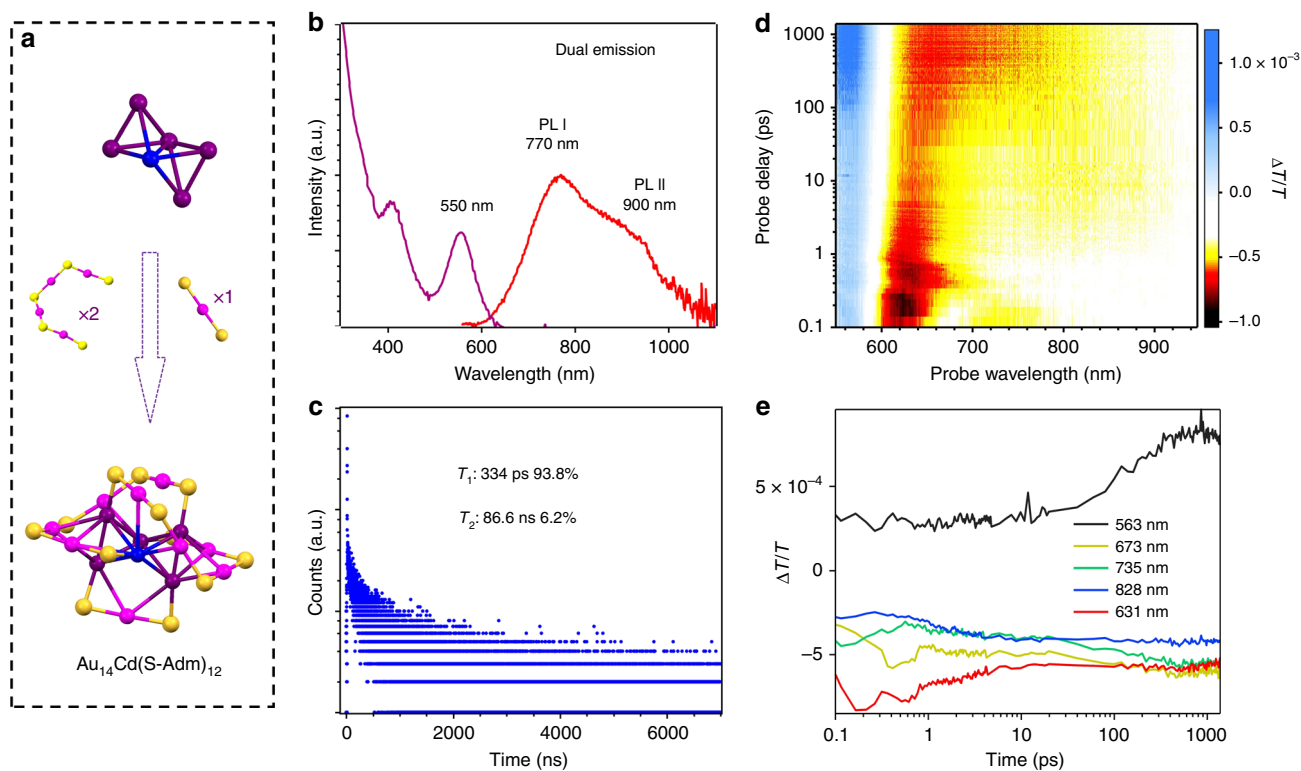 a
×2
×1
Au14Cd(S-Adm)12
b
Dual emission
PL I
770 nm
PL II
900 nm
550 nm
Intensity (a.u.)
400
600
800
1000
Wavelength (nm)
c
T1: 334 ps 93.8%
T2: 86.6 ns 6.2%
Counts (a.u.)
0
2000
4000
6000
Time (ns)
d
1000
100
10
1
0.1
Probe delay (ps)
600
700
800
900
Probe wavelength (nm)
1.0 × 10−3
0.5
0.0
−0.5
−1.0
ΔT/T
e
5 × 10−4
0
−5
ΔT/T
563 nm
673 nm
735 nm
828 nm
631 nm
0.1
1
10
100
1000
Time (ps)